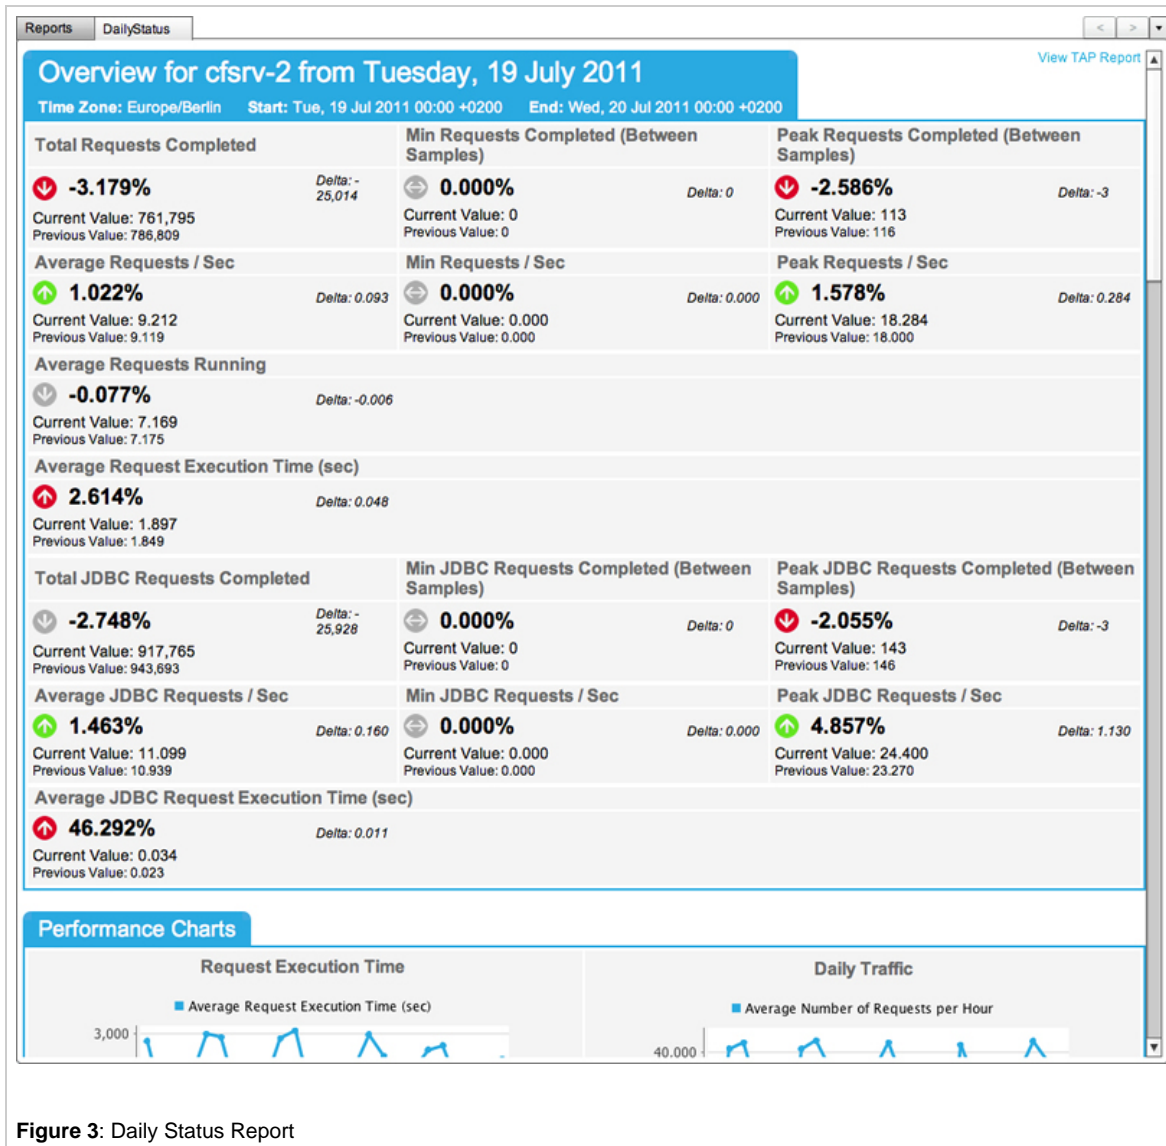 Reports
DailyStatus
< > 
View TAP Report
Overview for cfsrv-2 from Tuesday, 19 July 2011
Time Zone: Europe/Berlin Start: Tue, 19 Jul 2011 00:00 +0200 End: Wed, 20 Jul 2011 00:00 +0200
Total Requests Completed
-3.179%
Delta: -
25,014
Current Value: 761,795
Previous Value: 786,809
Min Requests Completed (Between
Samples)
0.000%
Delta: 0
Current Value: 0
Previous Value: 0
Peak Requests Completed (Between
Samples)
-2.586%
Delta: -3
Current Value: 113
Previous Value: 116
Average Requests / Sec
1.022%
Delta: 0.093
Current Value: 9.212
Previous Value: 9.119
Min Requests / Sec
0.000%
Delta: 0.000
Current Value: 0.000
Previous Value: 0.000
Peak Requests / Sec
1.578%
Delta: 0.284
Current Value: 18.284
Previous Value: 18.000
Average Requests Running
-0.077%
Delta: -0.006
Current Value: 7.169
Previous Value: 7.175
Average Request Execution Time (sec)
2.614%
Delta: 0.048
Current Value: 1.897
Previous Value: 1.849
Total JDBC Requests Completed
-2.748%
Delta: -
25,928
Current Value: 917,765
Previous Value: 943,693
Min JDBC Requests Completed (Between
Samples)
0.000%
Delta: 0
Current Value: 0
Previous Value: 0
Peak JDBC Requests Completed (Between
Samples)
-2.055%
Delta: -3
Current Value: 143
Previous Value: 146
Average JDBC Requests / Sec
1.463%
Delta: 0.160
Current Value: 11.099
Previous Value: 10.939
Min JDBC Requests / Sec
0.000%
Delta: 0.000
Current Value: 0.000
Previous Value: 0.000
Peak JDBC Requests / Sec
4.857%
Delta: 1.130
Current Value: 24.400
Previous Value: 23.270
Average JDBC Request Execution Time (sec)
46.292%
Delta: 0.011
Current Value: 0.034
Previous Value: 0.023
Performance Charts
Request Execution Time
Average Request Execution Time (sec)
3,000
Daily Traffic
Average Number of Requests per Hour
40.000
Figure 3: Daily Status Report